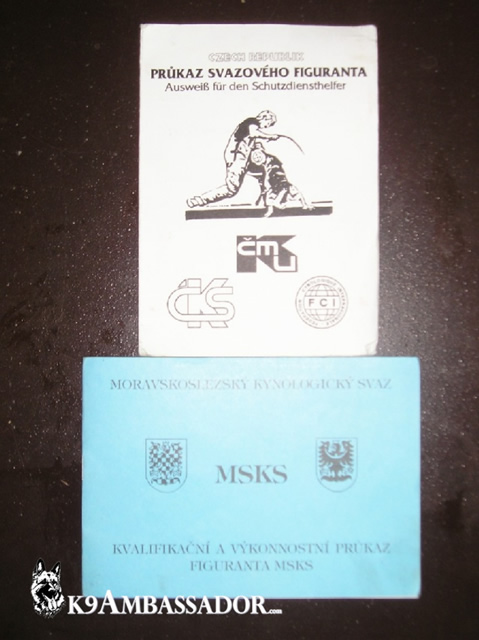 CZECH REPUBLIK
PRŮKAZ SVAZOVÉHO FIGURANTA
Ausweiß für den Schutzdiensthelfer
ČMKU
ČKS
FCI
MORAVSKOSLEZSKÝ KYNOLOGICKÝ SVAZ
MSKS
KVALIFIKAČNÍ A VÝKONNOSTNÍ PRŮKAZ
FIGURANTA MSKS
K9AMBASSADOR.com